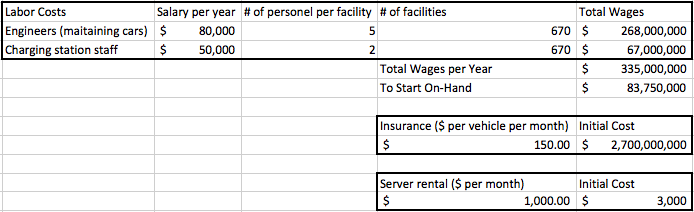 Labor Costs Salary per year # of personel per facility # of facilities Total Wages
Engineers (maitaining cars) $ 80,000 5 670 $ 268,000,000
Charging station staff $ 50,000 2 670 $ 67,000,000
Total Wages per Year $ 335,000,000
To Start On-Hand $ 83,750,000
Insurance ($ per vehicle per month) Initial Cost
$ 150.00 $ 2,700,000,000
Server rental ($ per month) Initial Cost
$ 1,000.00 $ 3,000